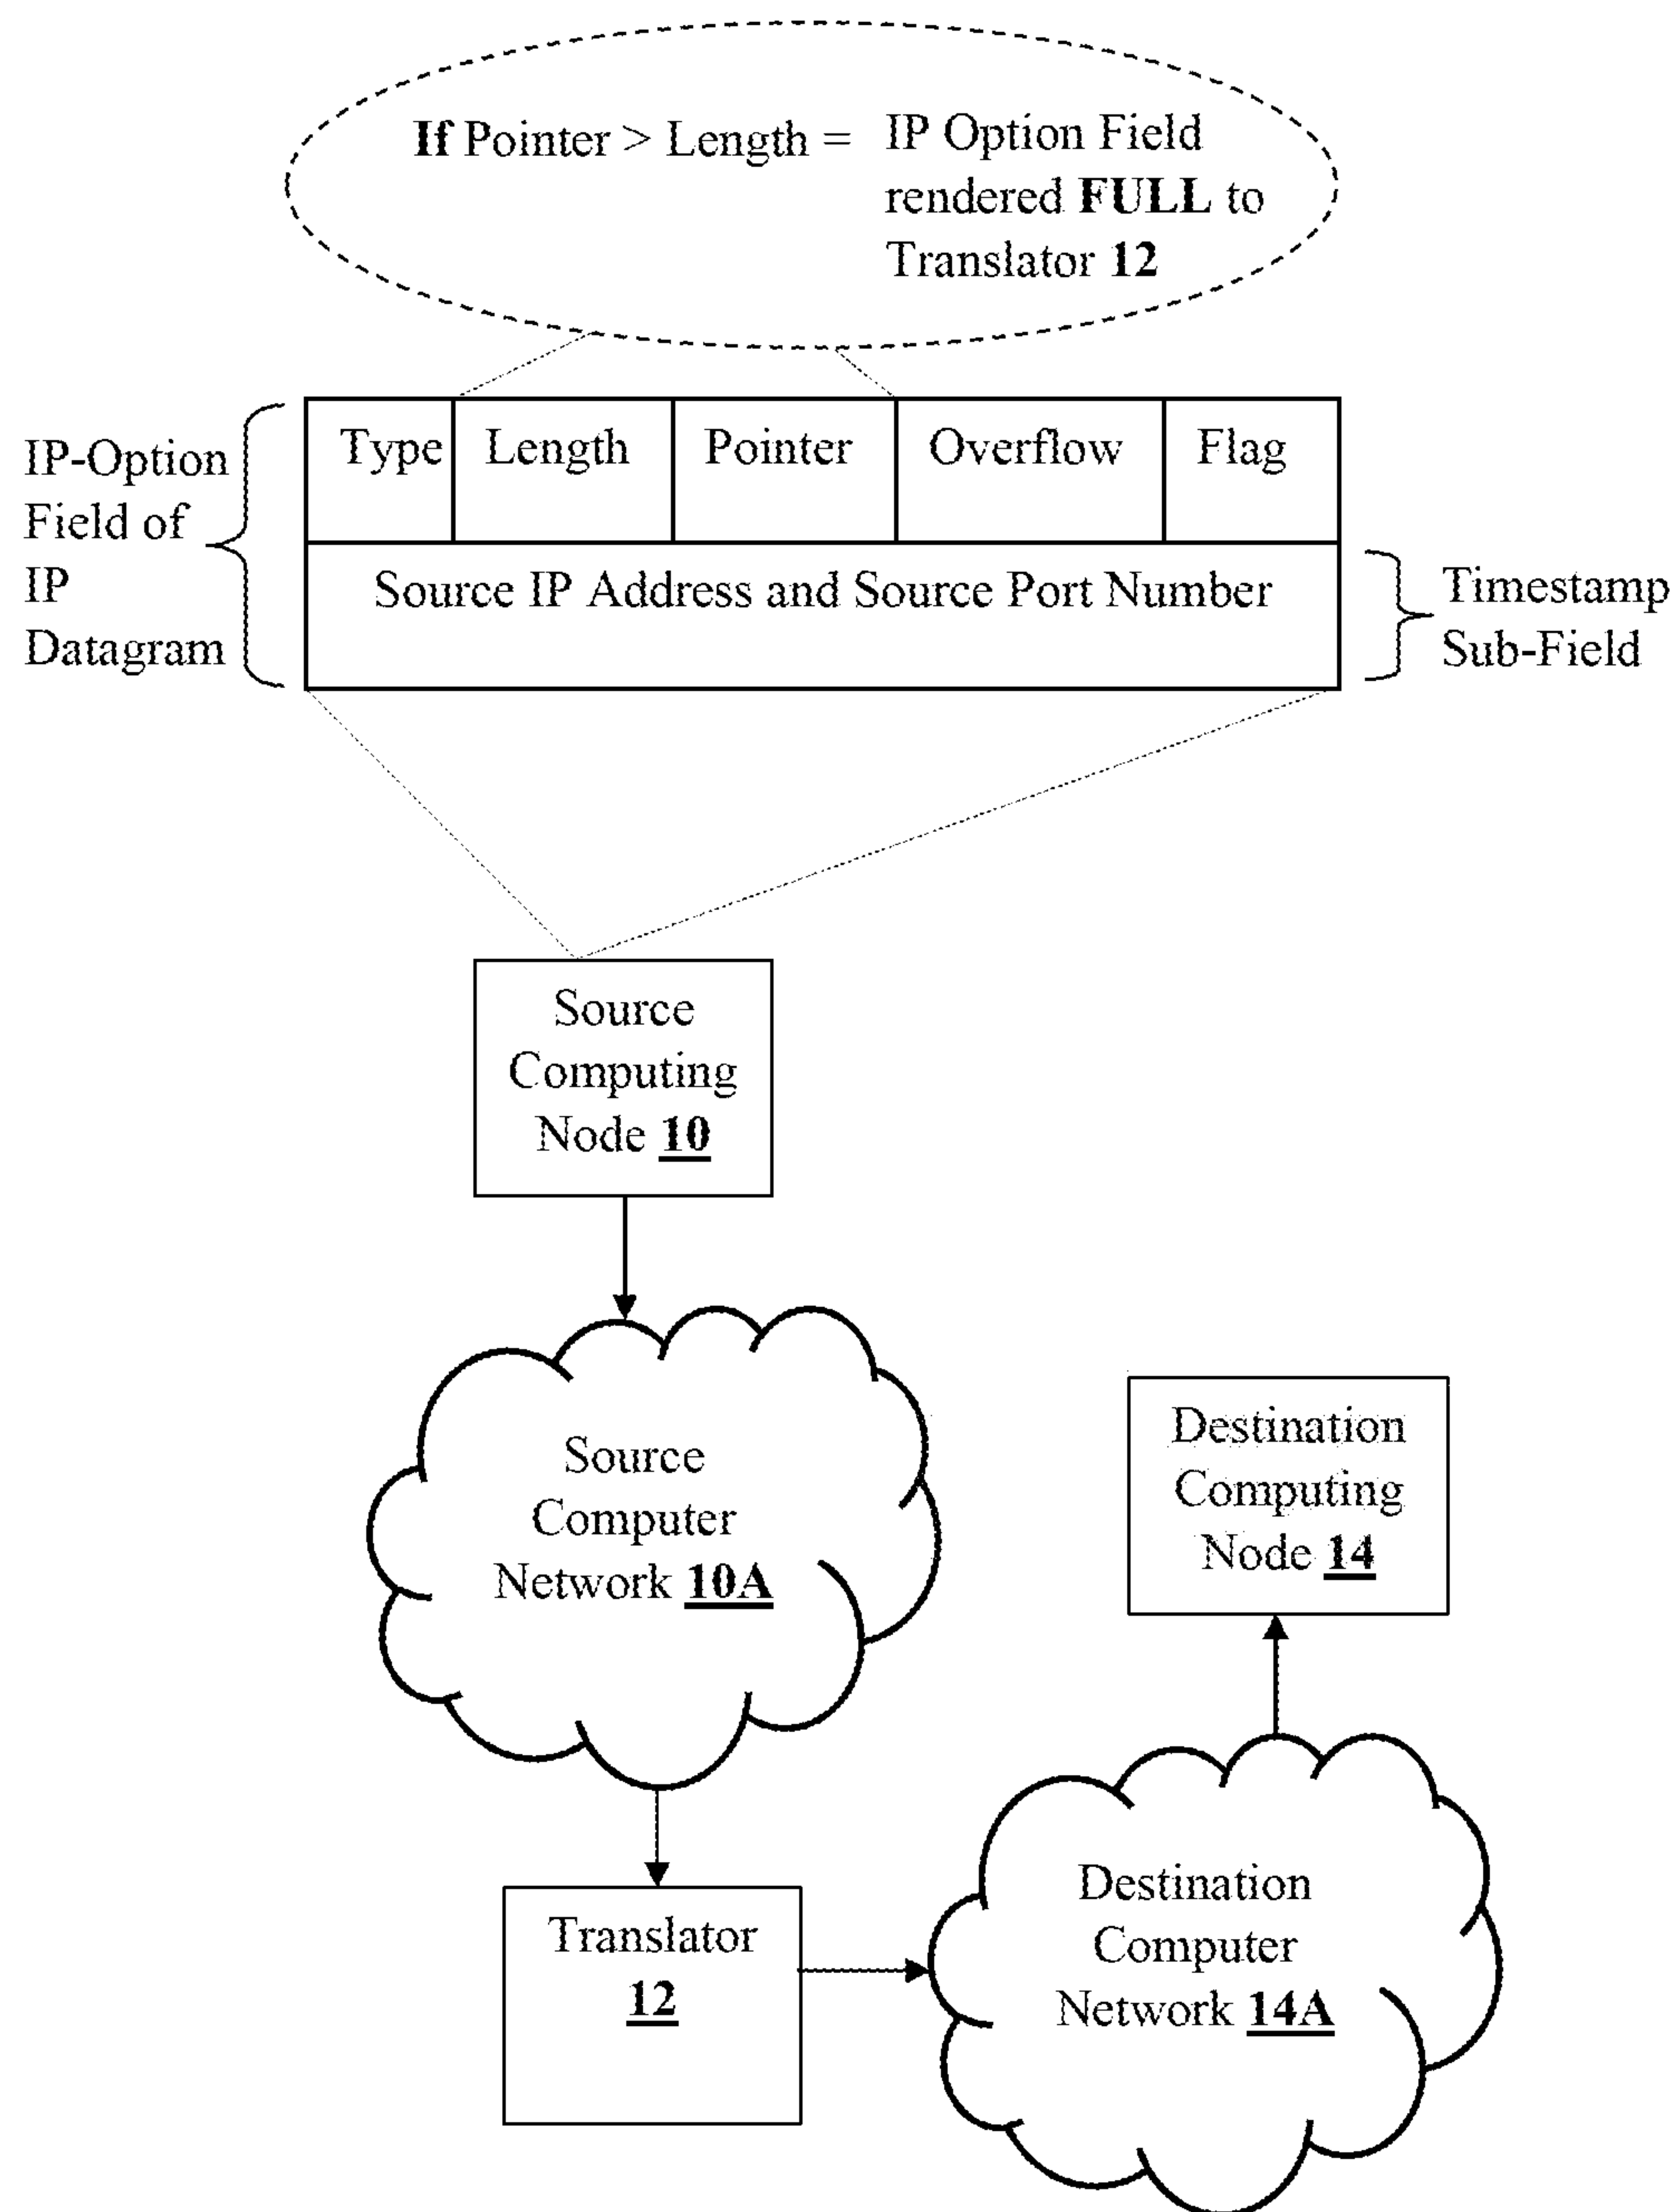 If Pointer > Length = IP Option Field
rendered FULL to
Translator 12
IP-Option
Field of
IP
Datagram
Type Length Pointer Overflow Flag
Source IP Address and Source Port Number
Timestamp
Sub-Field
Source
Computing
Node 10
Source
Computer
Network 10A
Destination
Computing
Node 14
Translator
12
Destination
Computer
Network 14A